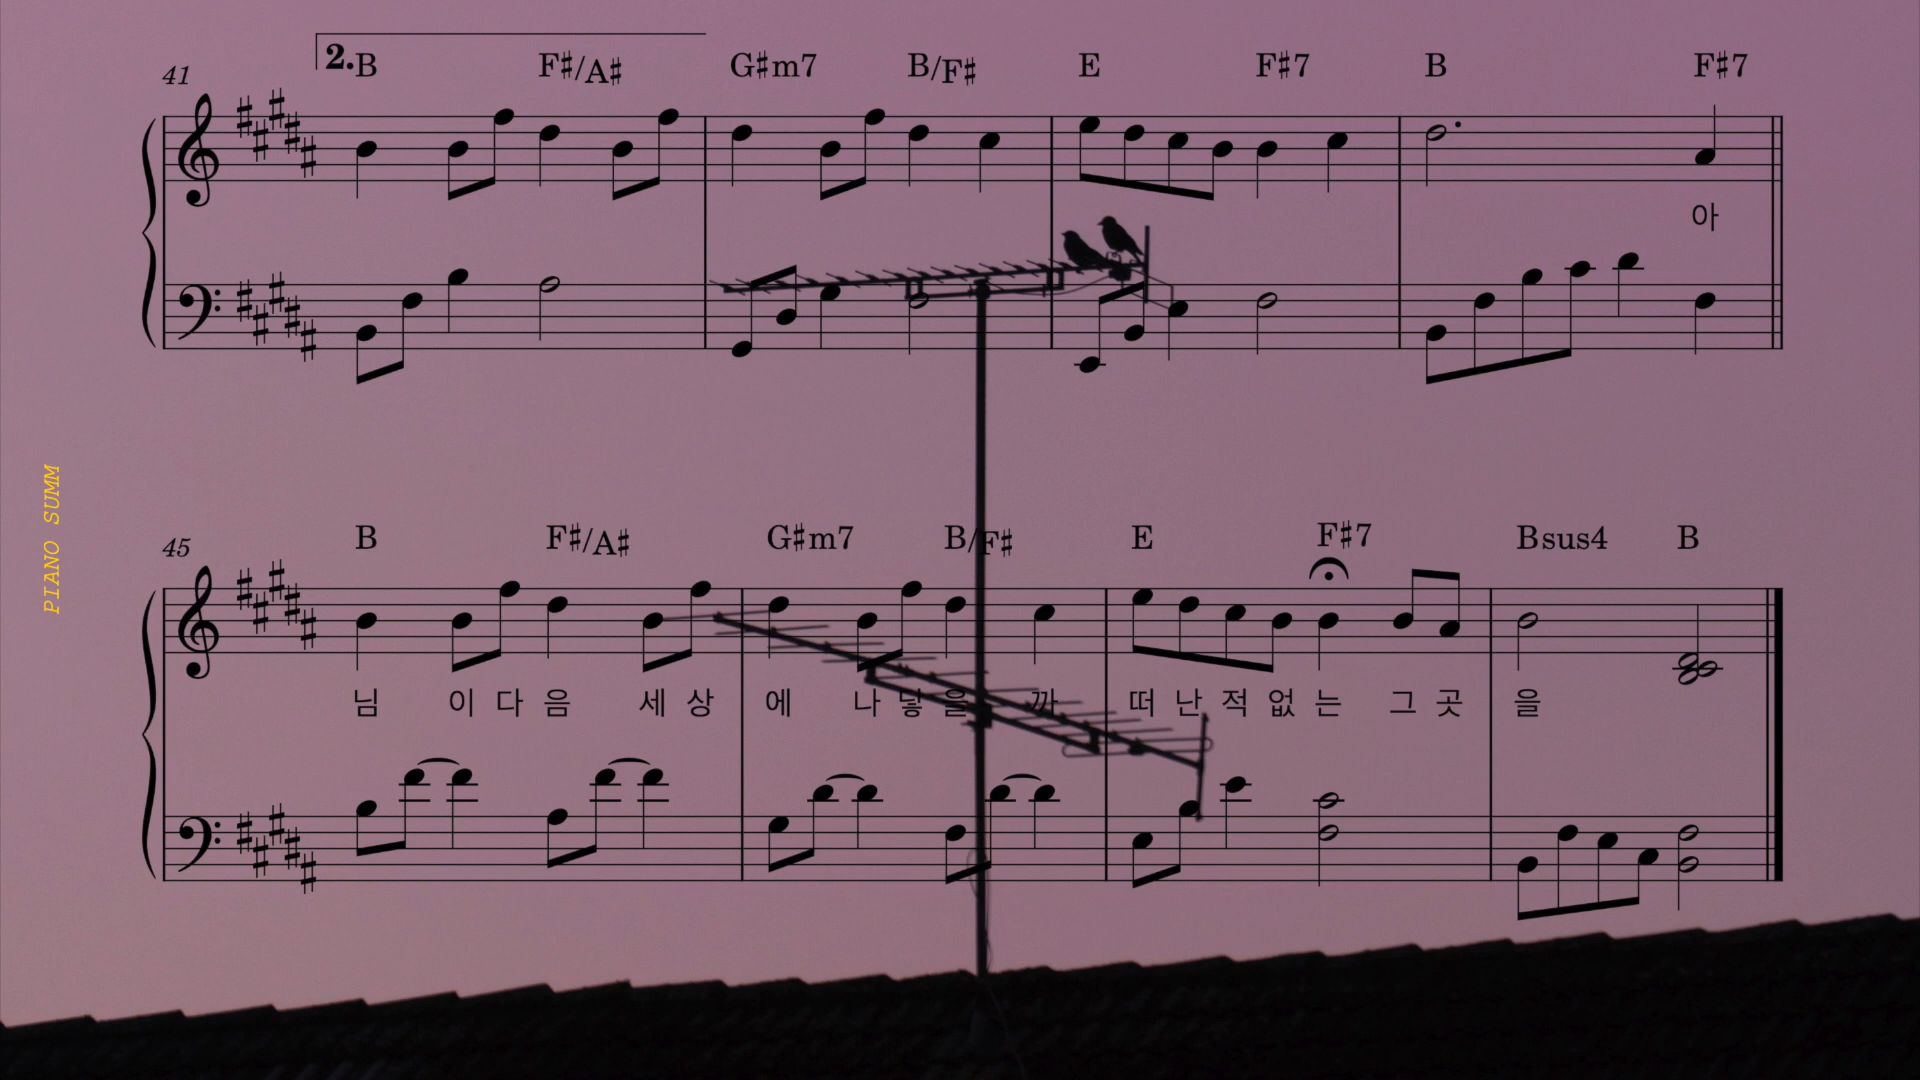 2.
41 B F♯/A♯ G♯m7 B/F♯ E F♯7 B F♯7
아
PIANO SUMM
45 B F♯/A♯ G♯m7 B/F♯ E F♯7 Bsus4 B
님 이 다 음 세 상 에 나 닿 을 까 떠 난 적 없 는 그 곳 을